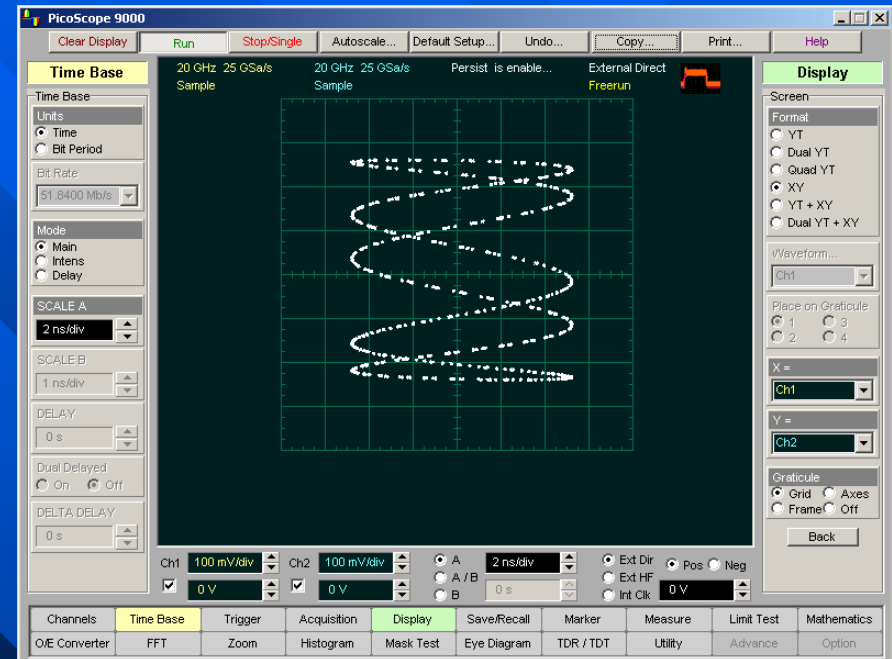 PicoScope 9000
Clear Display Run Stop/Single Autoscale... Default Setup... Undo... Copy... Print... Help
Time Base
Time Base
Units
Time
Bit Period
Bit Rate
51.8400 Mb/s
Mode
Main
Intens
Delay
SCALE A
2 ns/div
SCALE B
1 ns/div
DELAY
0 s
Dual Delayed
On Off
DELTA DELAY
0 s
20 GHz 25 GSa/s 20 GHz 25 GSa/s Persist is enable... External Direct
Sample Sample Freerun
Display
Screen
Format
YT
Dual YT
Quad YT
XY
YT + XY
Dual YT + XY
Waveform...
Ch1
Place on Graticule
1 3
2 4
X =
Ch1
Y =
Ch2
Graticule
Grid Axes
Frame Off
Back
Ch1 100 mV/div Ch2 100 mV/div A 2 ns/div Ext Dir Pos Neg
0 V 0 V A / B B 0 s Ext HF Int Clk 0 V
Channels Time Base Trigger Acquisition Display Save/Recall Marker Measure Limit Test Mathematics
O/E Converter FFT Zoom Histogram Mask Test Eye Diagram TDR / TDT Utility Advance Option